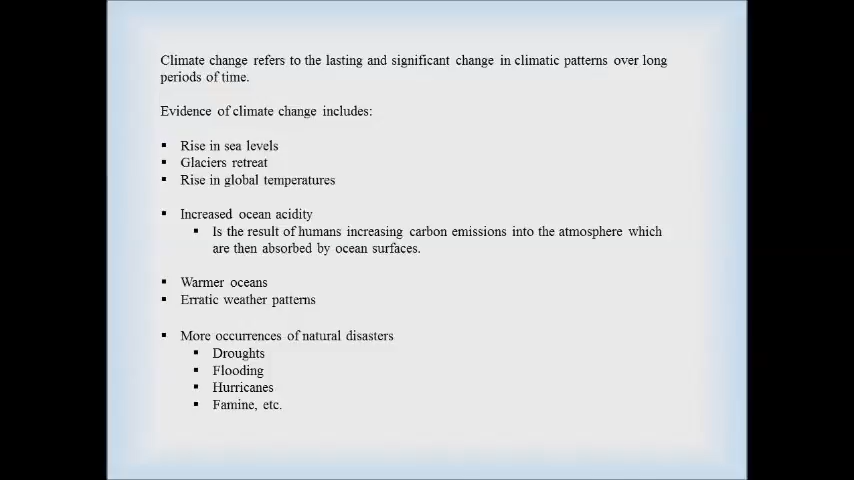 Climate change refers to the lasting and significant change in climatic patterns over long
periods of time.
Evidence of climate change includes:
▪ Rise in sea levels
▪ Glaciers retreat
▪ Rise in global temperatures
▪ Increased ocean acidity
▪ Is the result of humans increasing carbon emissions into the atmosphere which
are then absorbed by ocean surfaces.
▪ Warmer oceans
▪ Erratic weather patterns
▪ More occurrences of natural disasters
▪ Droughts
▪ Flooding
▪ Hurricanes
▪ Famine, etc.